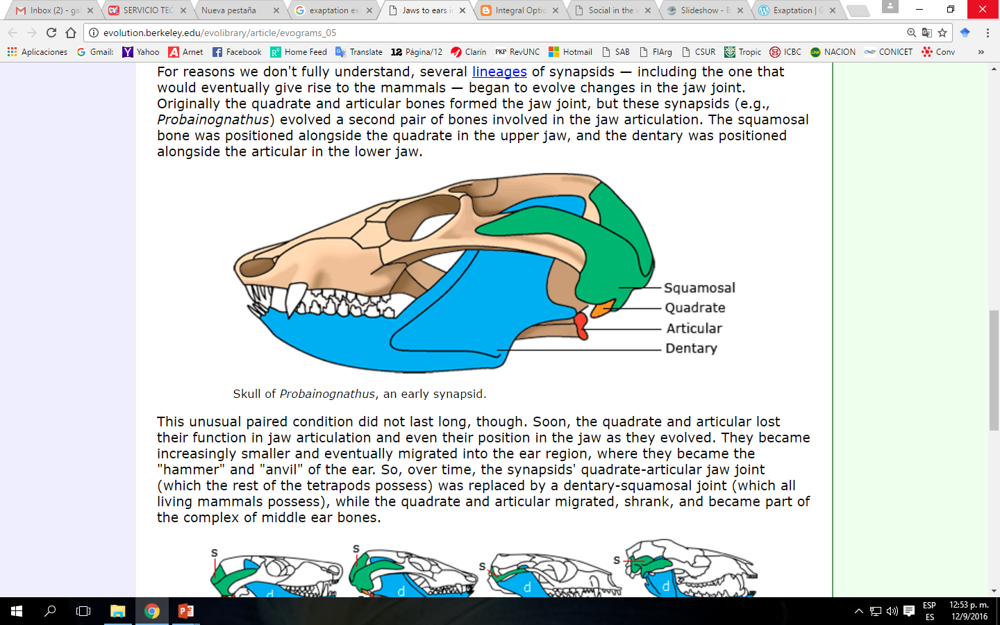 Inbox (2) - ga
SERVICIO TEC
Nueva pestaña
exaptation ex
Jaws to ears i
Integral Optio
Social in the
Slideshow - B
Exaptation | G
evolution.berkeley.edu/evolibrary/article/evograms_05
Aplicaciones
Gmail:
Yahoo
Arnet
Facebook
Home Feed
Translate
12 Página/12
Clarín
PKP RevUNC
Hotmail
SAB
FIArg
CSUR
Tropic
ICBC
NACION
CONICET
Conv
»
For reasons we don't fully understand, several lineages of synapsids — including the one that
would eventually give rise to the mammals — began to evolve changes in the jaw joint.
Originally the quadrate and articular bones formed the jaw joint, but these synapsids (e.g.,
Probainognathus) evolved a second pair of bones involved in the jaw articulation. The squamosal
bone was positioned alongside the quadrate in the upper jaw, and the dentary was positioned
alongside the articular in the lower jaw.
Squamosal
Quadrate
Articular
Dentary
Skull of Probainognathus, an early synapsid.
This unusual paired condition did not last long, though. Soon, the quadrate and articular lost
their function in jaw articulation and even their position in the jaw as they evolved. They became
increasingly smaller and eventually migrated into the ear region, where they became the
"hammer" and "anvil" of the ear. So, over time, the synapsids' quadrate-articular jaw joint
(which the rest of the tetrapods possess) was replaced by a dentary-squamosal joint (which all
living mammals possess), while the quadrate and articular migrated, shrank, and became part of
the complex of middle ear bones.
s
s
s
s
d
d
d
d
ESP
ES
12:53 p. m.
12/9/2016